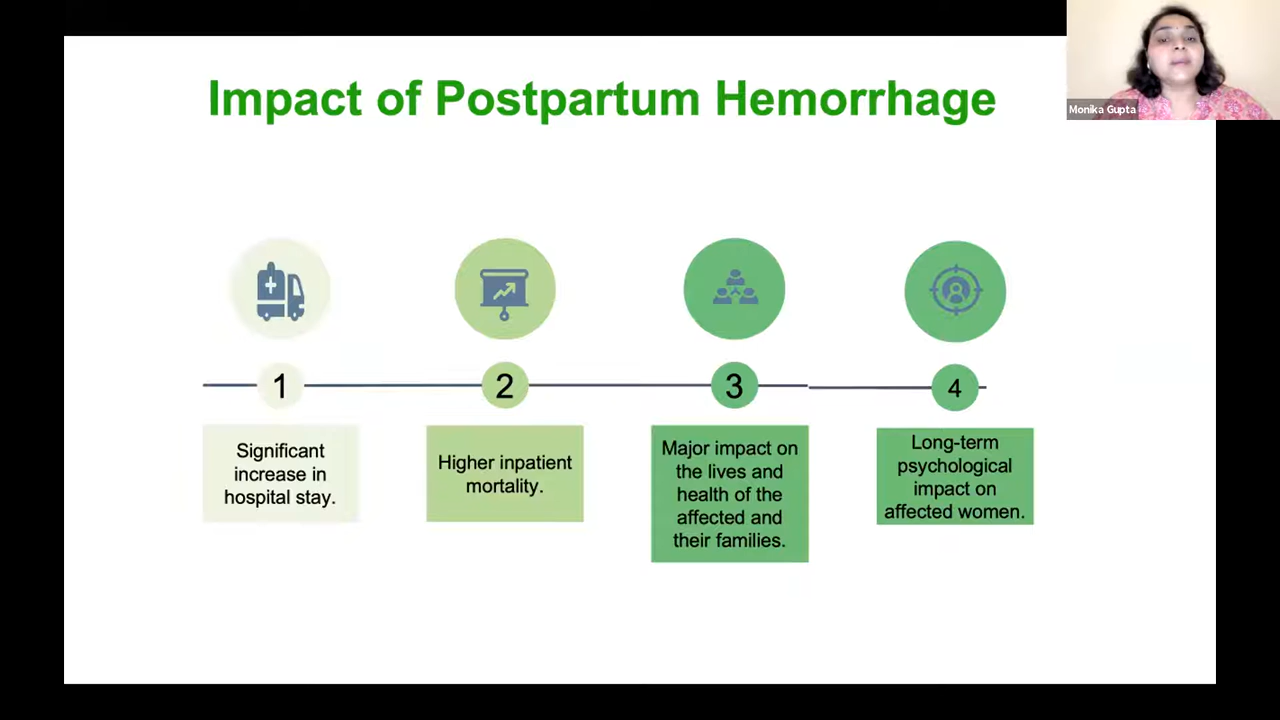 Impact of Postpartum Hemorrhage
Monika Gupta
1
2
3
4
Significant
increase in
hospital stay.
Higher inpatient
mortality.
Major impact on
the lives and
health of the
affected and
their families.
Long-term
psychological
impact on
affected women.